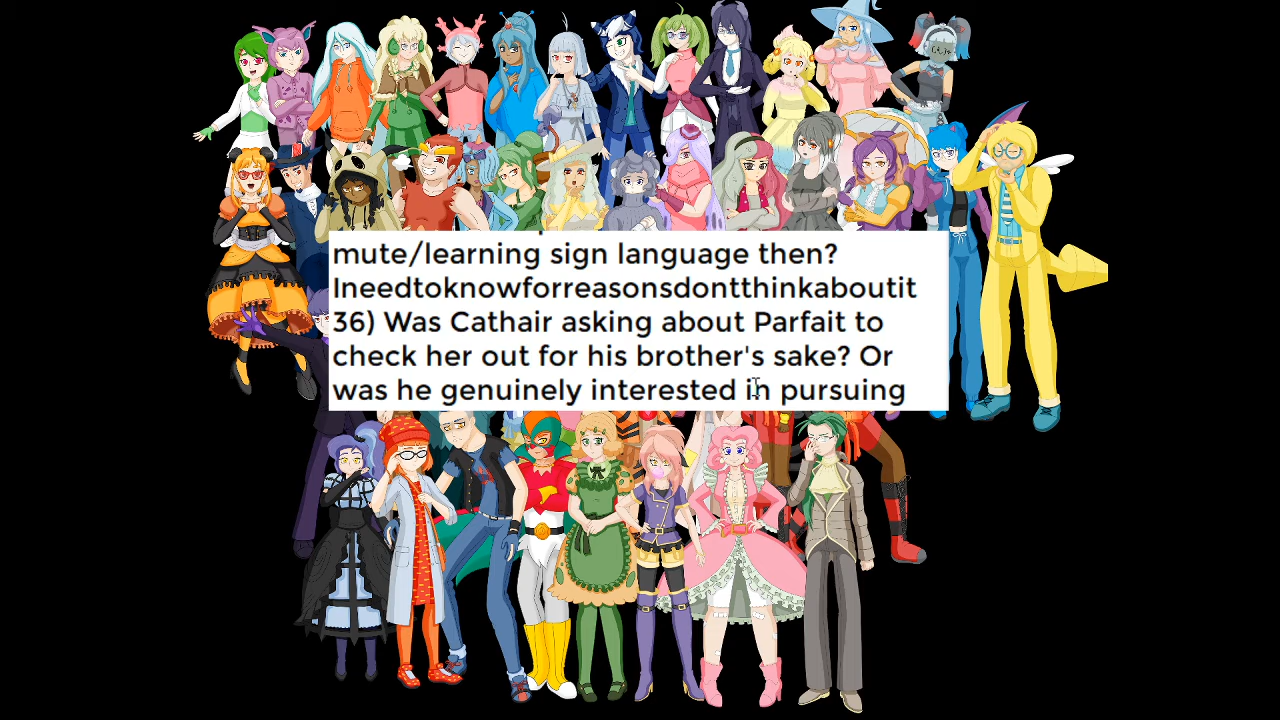 mute/learning sign language then?
Ineedtoknowforreasonsdontthinkaboutit
36) Was Cathair asking about Parfait to
check her out for his brother's sake? Or
was he genuinely interested in pursuing